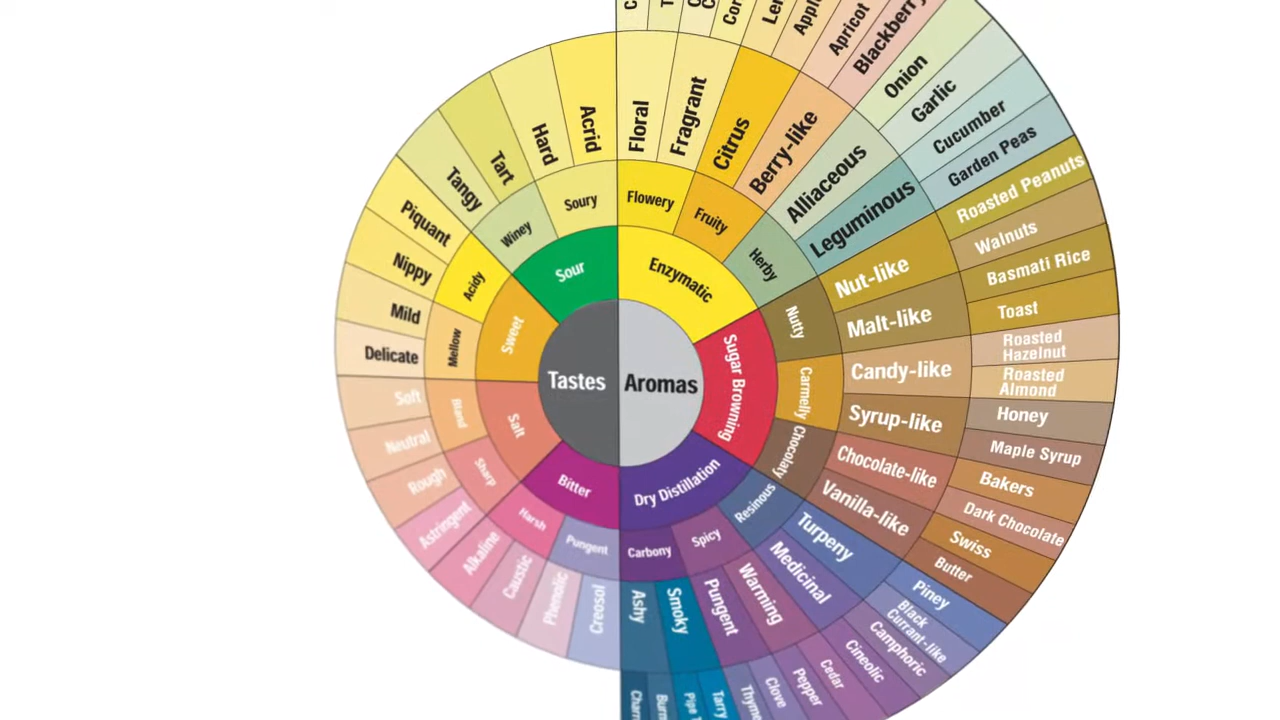 Tastes
Aromas
Sour
Sweet
Salt
Bitter
Enzymatic
Sugar Browning
Dry Distillation
Soury
Winey
Acidy
Mellow
Bland
Sharp
Harsh
Pungent
Flowery
Fruity
Herby
Nutty
Carmelly
Chocolaty
Resinous
Spicy
Carbony
Acrid
Hard
Tart
Tangy
Piquant
Nippy
Mild
Delicate
Soft
Neutral
Rough
Astringent
Alkaline
Caustic
Phenolic
Creosol
Floral
Fragrant
Citrus
Berry-like
Alliaceous
Leguminous
Nut-like
Malt-like
Candy-like
Syrup-like
Chocolate-like
Vanilla-like
Turpeny
Medicinal
Warming
Pungent
Smoky
Ashy
Apricot
Blackberry
Onion
Garlic
Cucumber
Garden Peas
Roasted Peanuts
Walnuts
Basmati Rice
Toast
Roasted
Hazelnut
Roasted
Almond
Honey
Maple Syrup
Bakers
Dark Chocolate
Swiss
Butter
Piney
Black
Currant-like
Camphoric
Cineolic
Cedar
Pepper
Clove
Thyme
Tarry